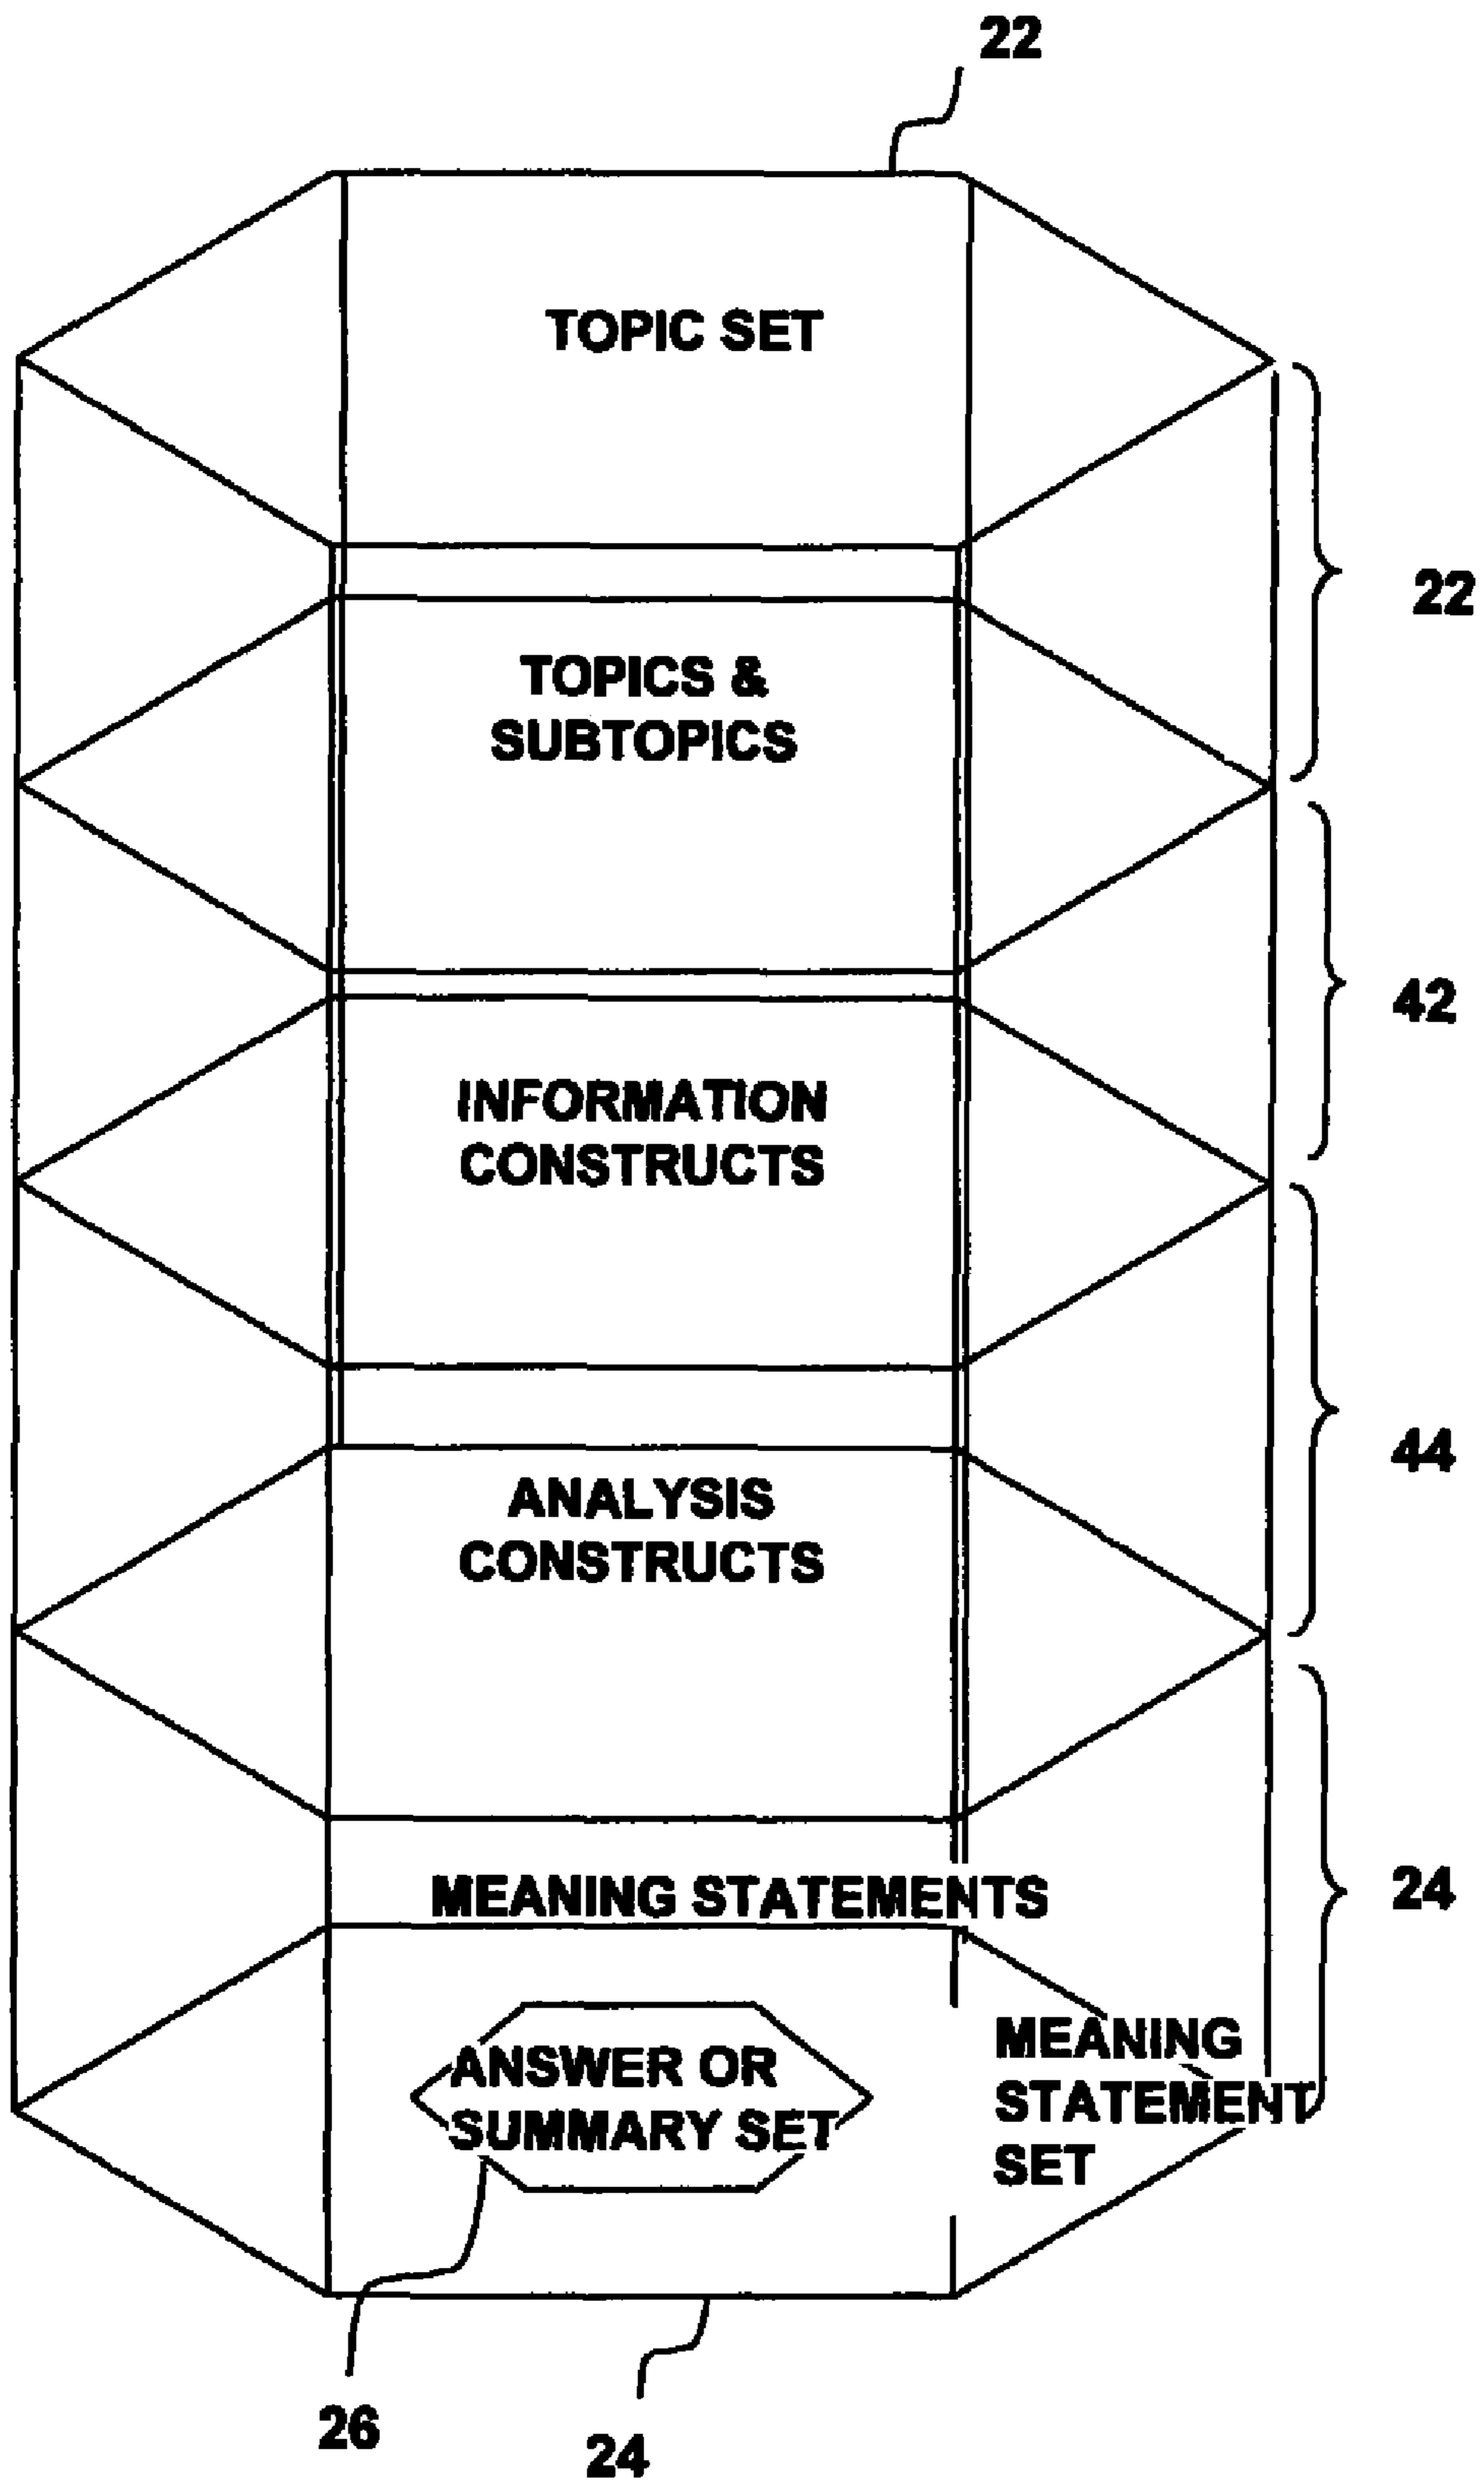 22
TOPIC SET
22
TOPICS &
SUBTOPICS
42
INFORMATION
CONSTRUCTS
44
ANALYSIS
CONSTRUCTS
24
MEANING STATEMENTS
ANSWER OR
SUMMARY SET
MEANING
STATEMENT
SET
26
24